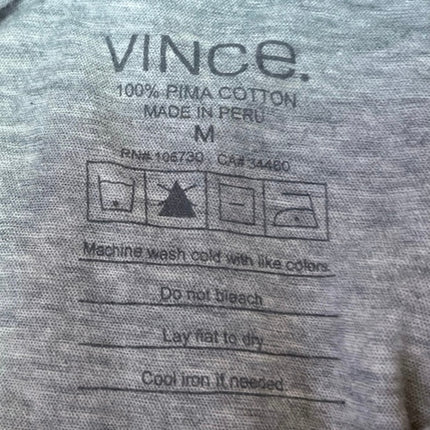 VINCe.
100% PIMA COTTON
MADE IN PERU
M
RN# 106730 CA# 34480
Machine wash cold with like colors
Do not bleach
Lay flat to dry
Cool iron if needed